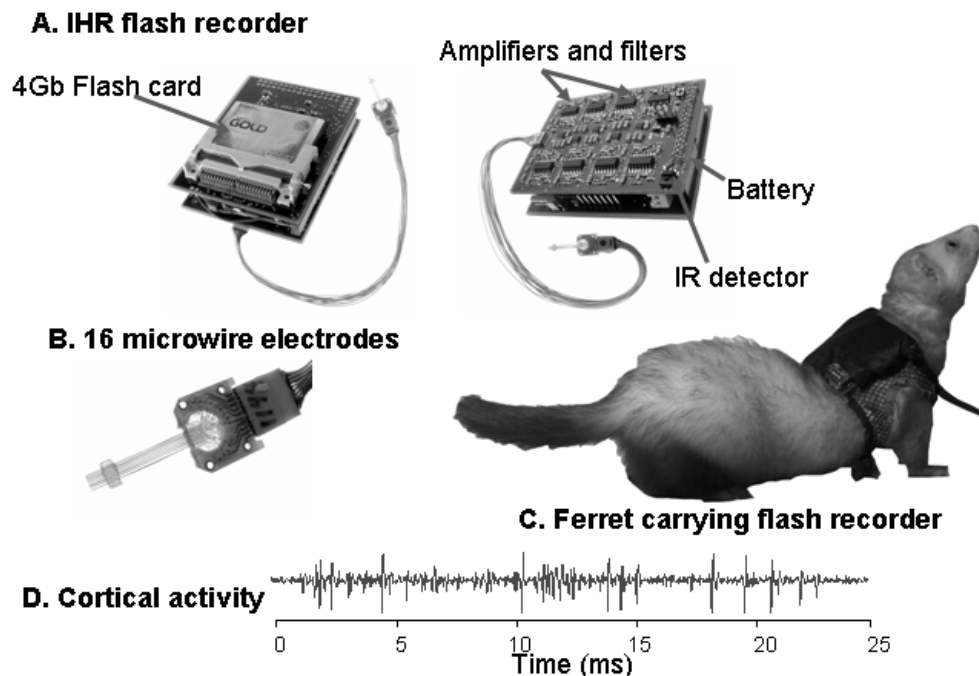 A. IHR flash recorder
Amplifiers and filters
4Gb Flash card
GOLD
Battery
IR detector
B. 16 microwire electrodes
C. Ferret carrying flash recorder
D. Cortical activity
0 5 10 15 20 25
Time (ms)